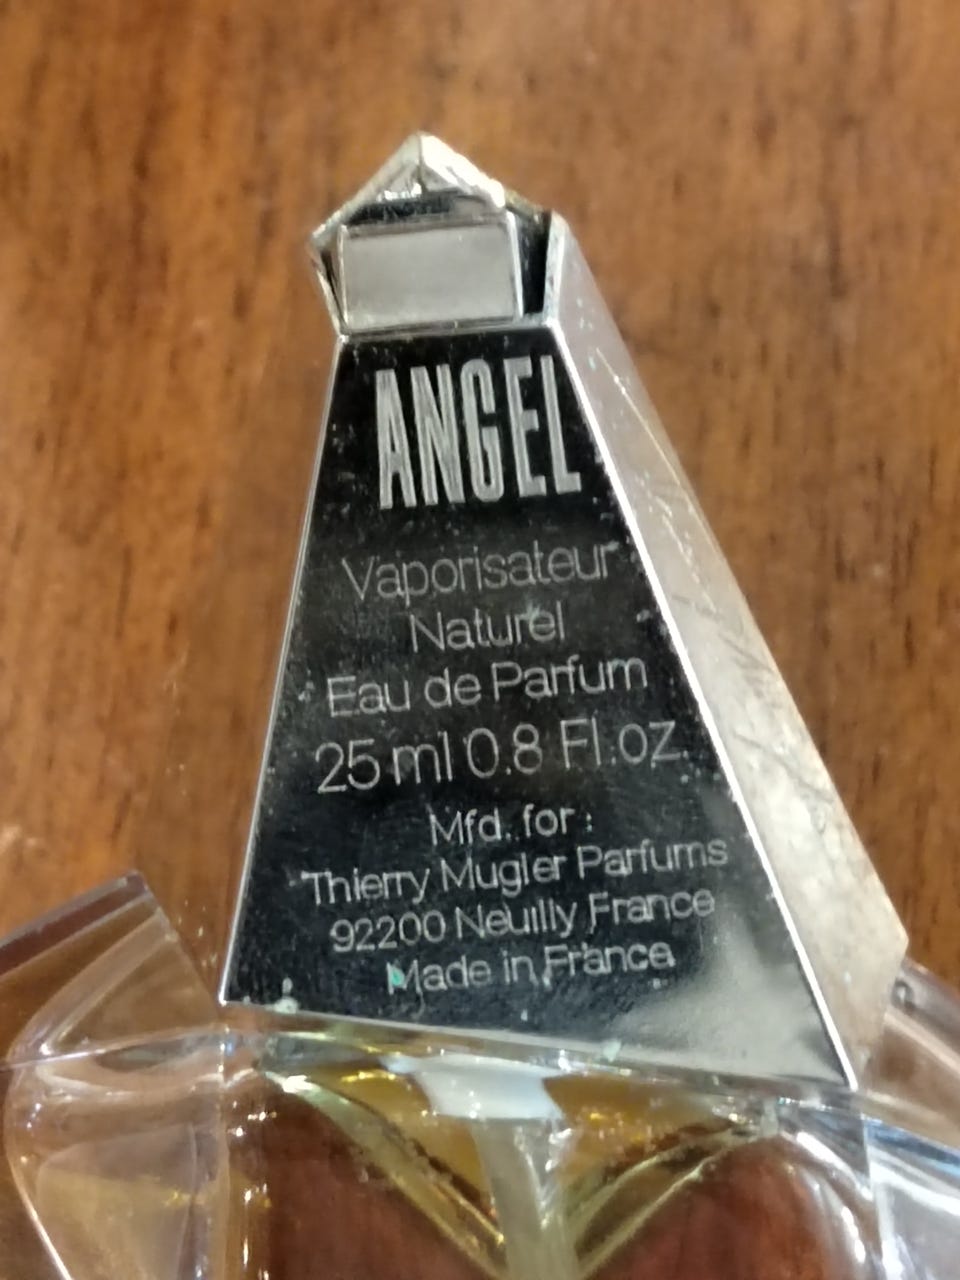 ANGEL
Vaporisateur
Naturel
Eau de Parfum
25 ml 0.8 Fl.oz.
Mfd. for :
Thierry Mugler Parfums
92200 Neuilly France
Made in France